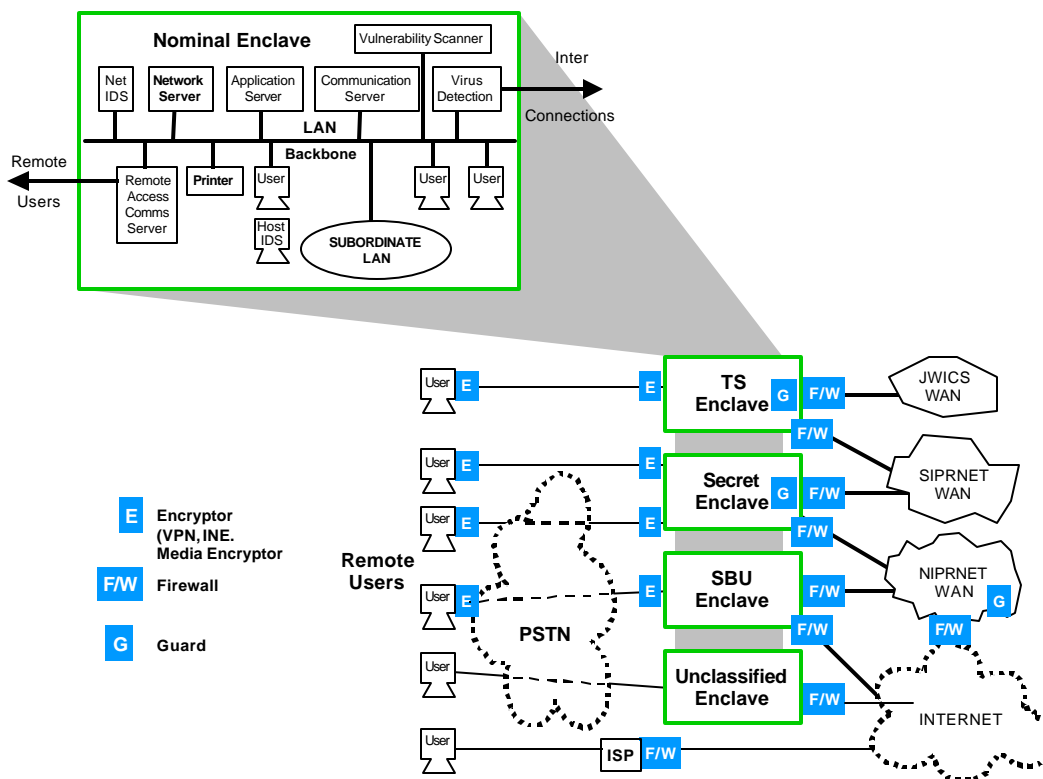 Nominal Enclave
Vulnerability Scanner
Net
IDS
Network
Server
Application
Server
Communication
Server
Virus
Detection
Inter
Connections
LAN
Backbone
Remote
Users
Remote
Access
Comms
Server
Printer
User
User
User
Host
IDS
SUBORDINATE
LAN
User
E
E
TS
Enclave
G
F/W
JWICS
WAN
F/W
User
E
E
Secret
Enclave
G
F/W
SIPRNET
WAN
User
E
E
F/W
E
Encryptor
(VPN, INE.
Media Encryptor
Remote
Users
F/W
Firewall
User
E
E
SBU
Enclave
F/W
NIPRNET
WAN
G
G
Guard
PSTN
F/W
F/W
User
Unclassified
Enclave
F/W
INTERNET
User
ISP
F/W